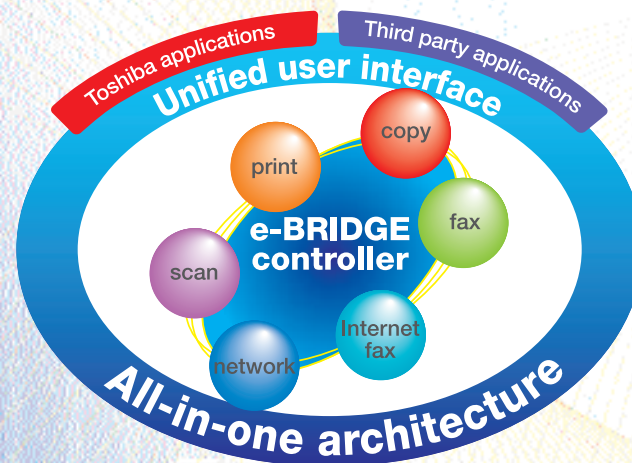 Toshiba applications
Third party applications
Unified user interface
copy
print
fax
e-BRIDGE
controller
scan
Internet
fax
network
All-in-one architecture